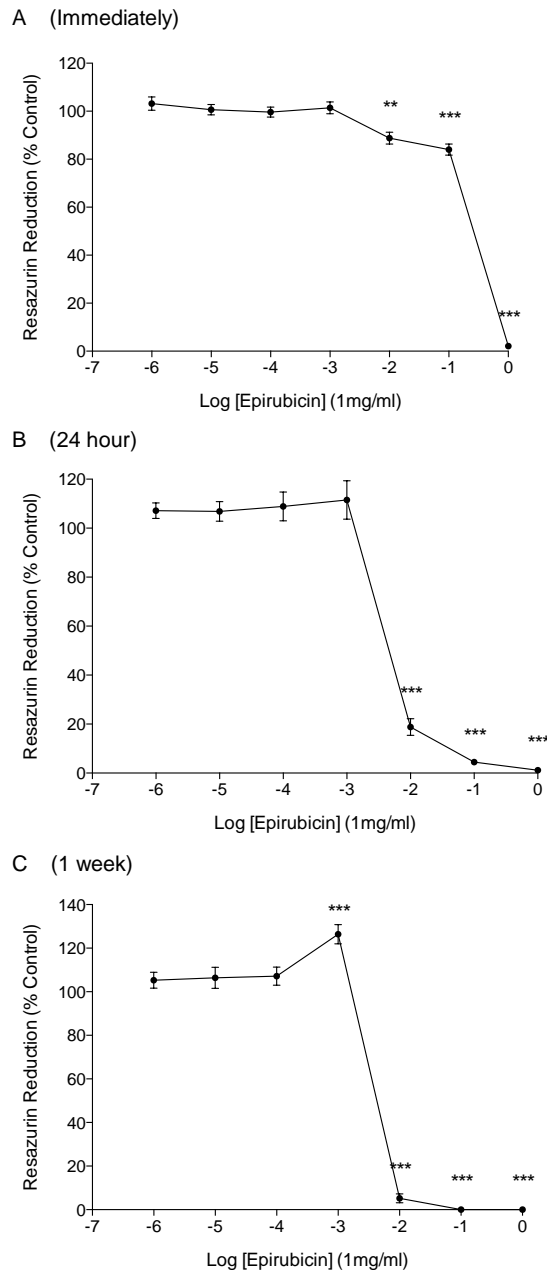 A (Immediately)
120
100
80
60
40
20
0
Resazurin Reduction (% Control)
** *** ***
-7 -6 -5 -4 -3 -2 -1 0
Log [Epirubicin] (1mg/ml)
B (24 hour)
120
100
80
60
40
20
0
Resazurin Reduction (% Control)
*** *** ***
-7 -6 -5 -4 -3 -2 -1 0
Log [Epirubicin] (1mg/ml)
C (1 week)
140
120
100
80
60
40
20
0
Resazurin Reduction (% Control)
***
*** *** ***
-7 -6 -5 -4 -3 -2 -1 0
Log [Epirubicin] (1mg/ml)